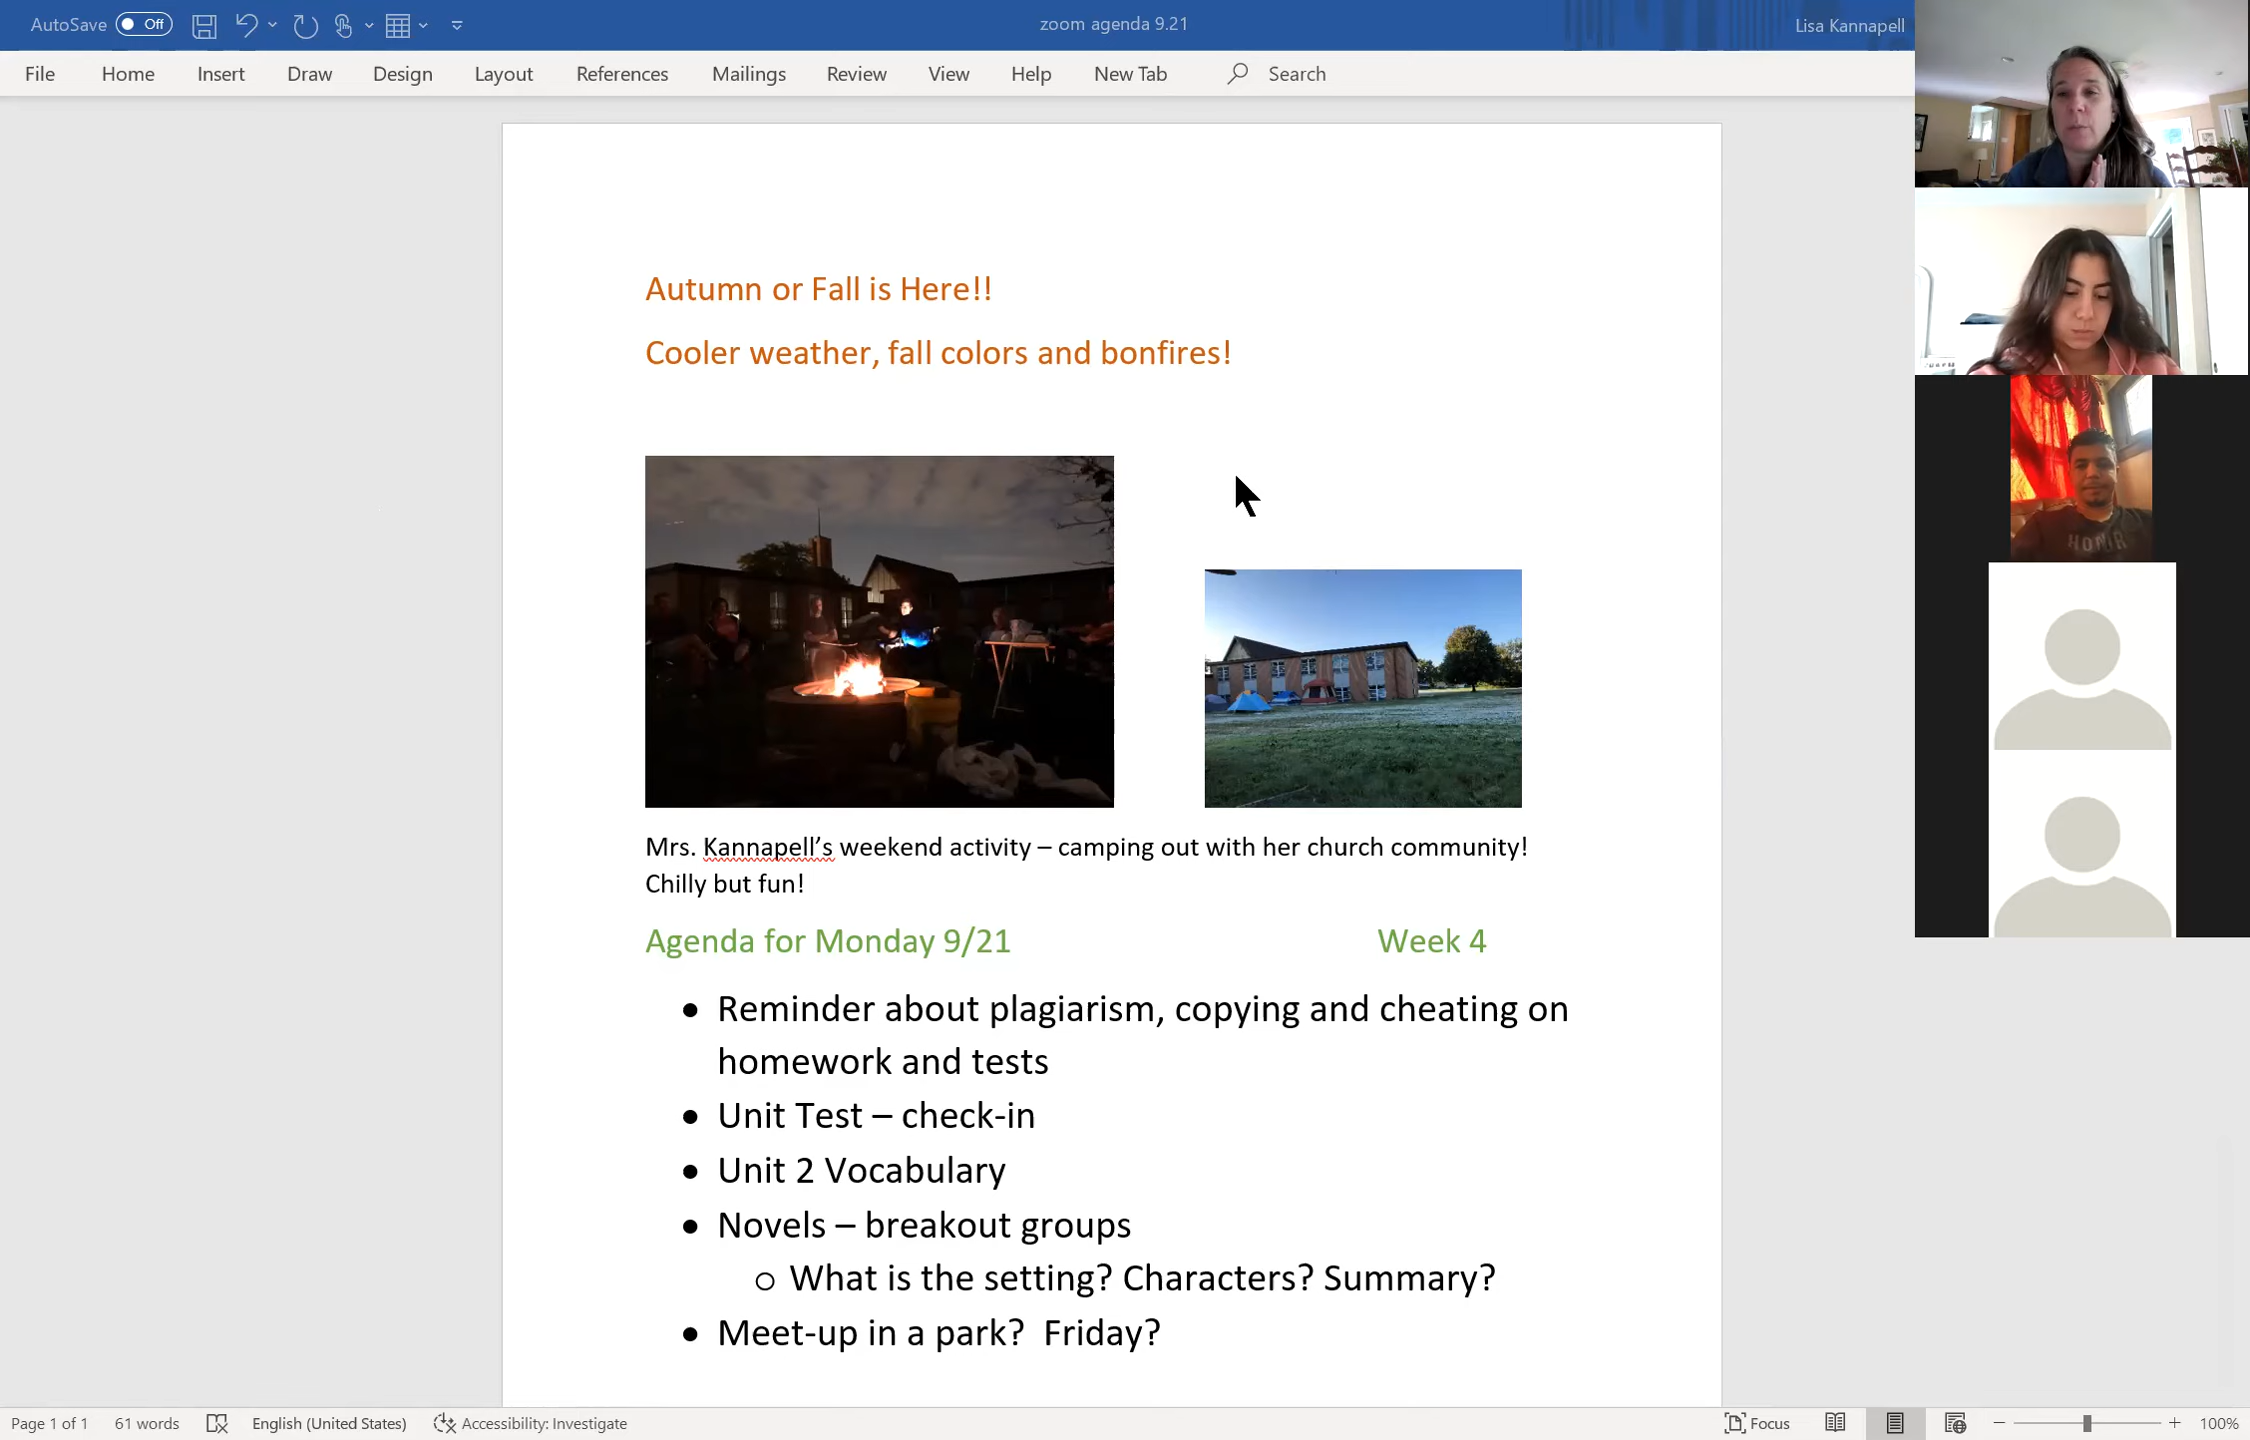 AutoSave Off zoom agenda 9.21 Lisa Kannapell
File Home Insert Draw Design Layout References Mailings Review View Help New Tab Search
Autumn or Fall is Here!!
Cooler weather, fall colors and bonfires!
Mrs. Kannapell’s weekend activity – camping out with her church community!
Chilly but fun!
Agenda for Monday 9/21 Week 4
• Reminder about plagiarism, copying and cheating on
homework and tests
• Unit Test – check-in
• Unit 2 Vocabulary
• Novels – breakout groups
o What is the setting? Characters? Summary?
• Meet-up in a park? Friday?
Page 1 of 1 61 words English (United States) Accessibility: Investigate Focus 100%